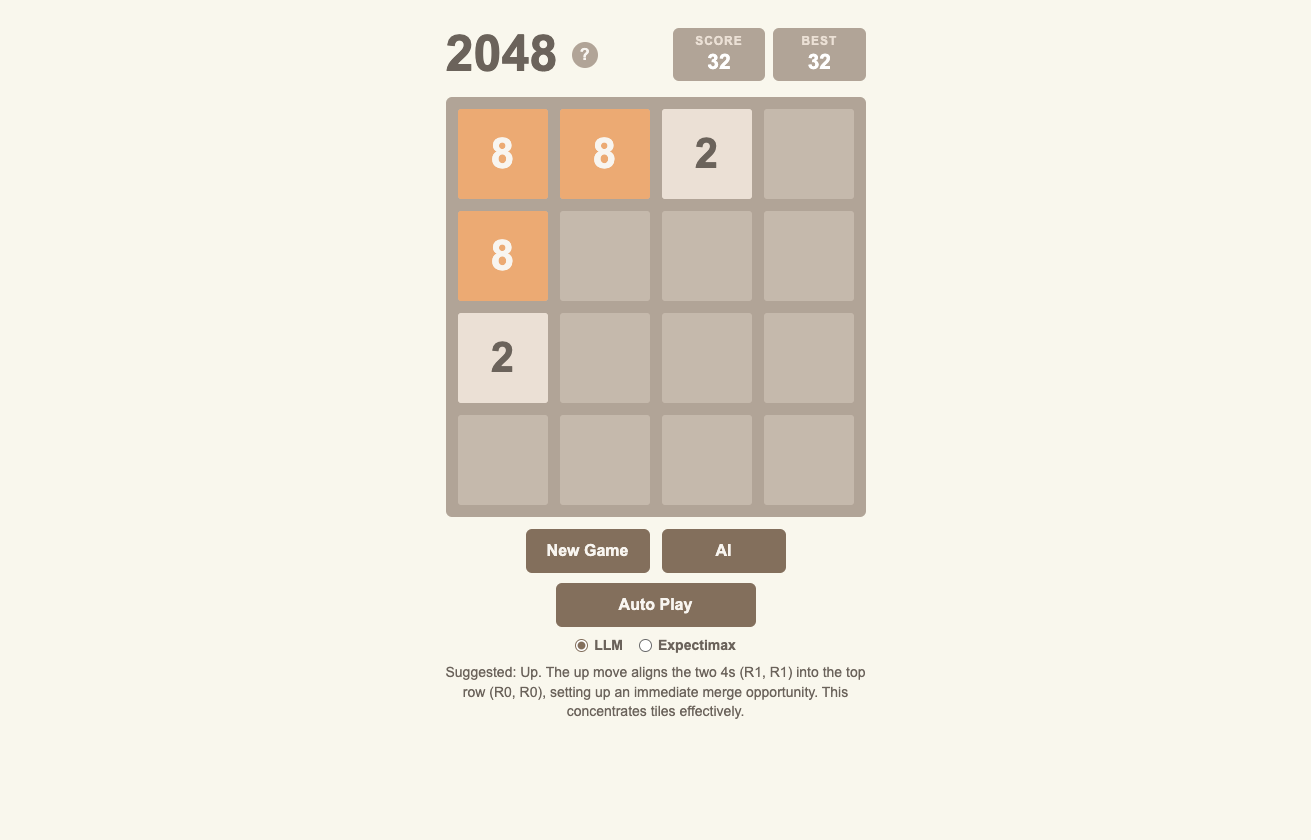 2048
?
SCORE
32
BEST
32
8 8 2
8
2
New Game
AI
Auto Play
LLM
Expectimax
Suggested: Up. The up move aligns the two 4s (R1, R1) into the top
row (R0, R0), setting up an immediate merge opportunity. This
concentrates tiles effectively.